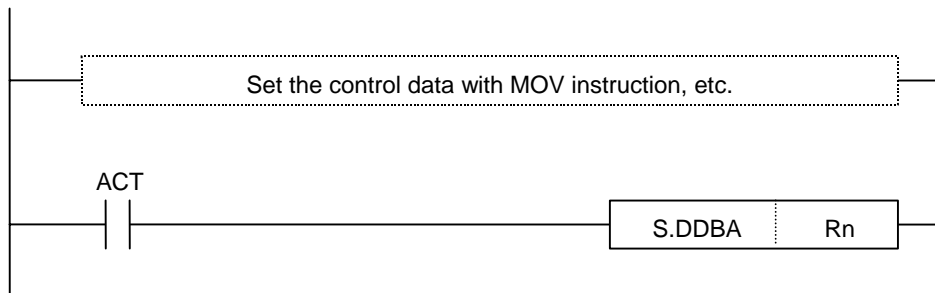 Set the control data with MOV instruction, etc.
ACT
S.DDBA Rn